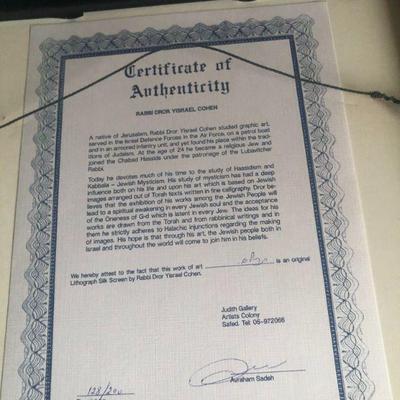 Certificate of
Authenticity
RABBI DROR YISRAEL COHEN
A native of Jerusalem, Rabbi Dror Yisrael Cohen studied graphic art,
served in the Israel Defence Forces in the Air Force, on a petrol boat
and in an armored infantry unit, and yet found his place within the tradi-
tions of Judaism. At the age of 24 he became a religious Jew and
joined the Chabad Hassids under the patronage of the Lubavitcher
Rabbi.
Today he devotes much of his time to the study of Hassidism and
Kabbala – Jewish Mysticism. His study of mysticism has had a deep
influence both on his life and upon his art which is based on Jewish
images arranged out of Torah texts written in fine calligraphy. Dror be-
lieves that the exhibition of his works among the Jewish People will
lead to a spiritual awakening in every Jewish soul and the acceptance
of the Oneness of G-d which is latent in every Jew. The ideas for his
works are drawn from the Torah and from rabbinical writings and in
them he strictly adheres to Halachic injunctions regarding the making
of images. His hope is that through his art, the Jewish people both in
Israel and throughout the world will come to join him in his beliefs.
We hereby attest to the fact that this work of art is an original
Lithograph Silk Screen by Rabbi Dror Yisrael Cohen.
Judith Gallery
Artists Colony
Safed. Tel: 06-972066
Avraham Sadeh
128/200